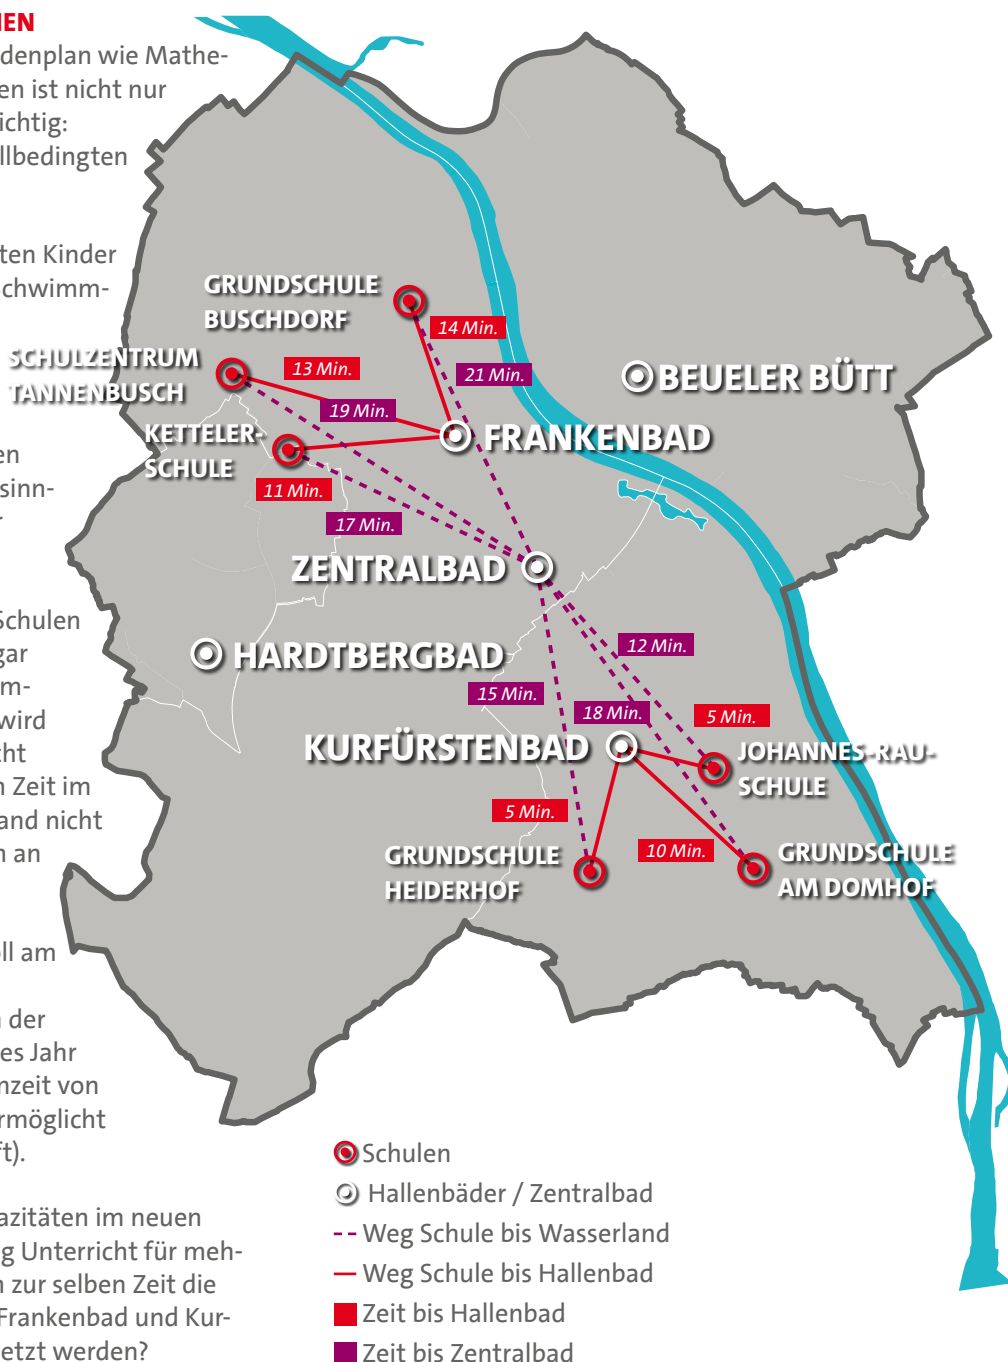 IEN
denplan wie Mathe-
en ist nicht nur
ichtig:
llbedingten
ten Kinder
Schwimm-
en
sinn-
r
Schulen
gar
m-
wird
cht
n Zeit im
and nicht
n an
ll am
n der
es Jahr
nzeit von
rmöglicht
ft).
azitäten im neuen
g Unterricht für meh-
n zur selben Zeit die
Frankenbad und Kur-
etzt werden?
GRUNDSCHULE
BUSCHDORF
14 Min.
SCHULZENTRUM
TANNENBUSCH
13 Min.
21 Min.
BEUELER BÜTT
19 Min.
KETTELER-
SCHULE
FRANKENBAD
11 Min.
17 Min.
ZENTRALBAD
HARDTBERGBAD
12 Min.
15 Min.
18 Min.
5 Min.
KURFÜRSTENBAD
JOHANNES-RAU-
SCHULE
5 Min.
10 Min.
GRUNDSCHULE
HEIDERHOF
GRUNDSCHULE
AM DOMHOF
Schulen
Hallenbäder / Zentralbad
Weg Schule bis Wasserland
Weg Schule bis Hallenbad
Zeit bis Hallenbad
Zeit bis Zentralbad